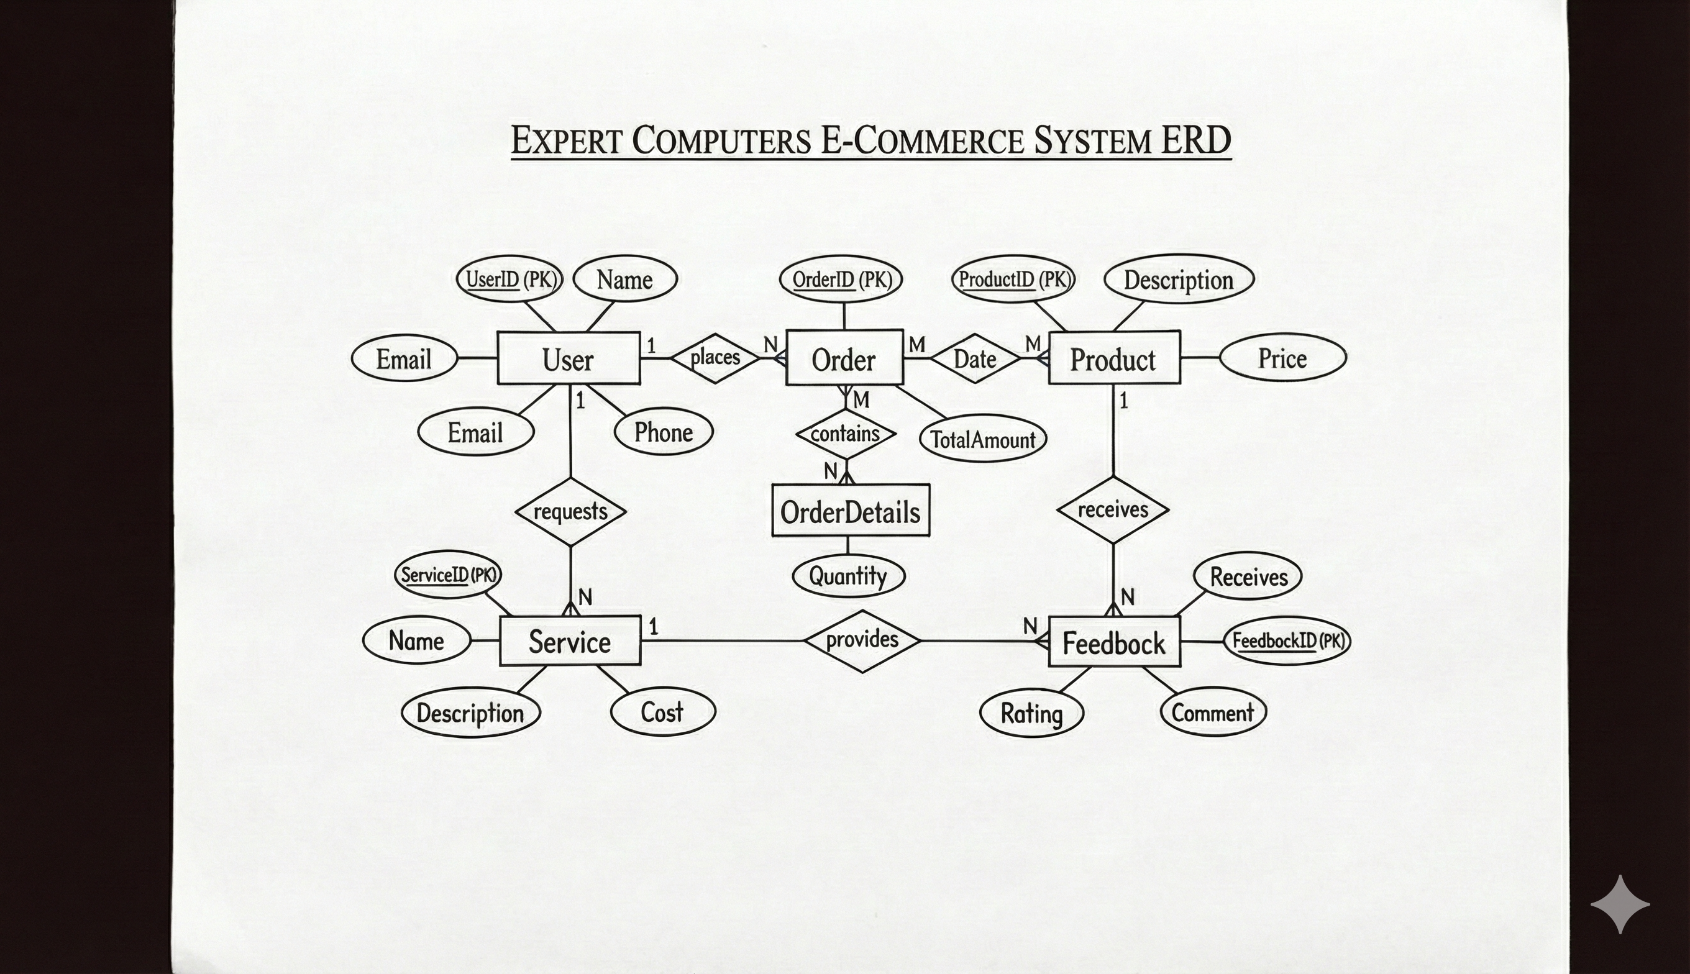 EXPERT COMPUTERS E-COMMERCE SYSTEM ERD
UserID (PK) Name OrderID (PK) ProductID (PK) Description
Email User 1 places N Order M Date M Product Price
1 M 1
Email Phone contains TotalAmount
N
requests OrderDetails receives
ServiceID (PK) Quantity Receives
N N
Name Service 1 provides N Feedbock FeedbockID (PK)
Description Cost Rating Comment